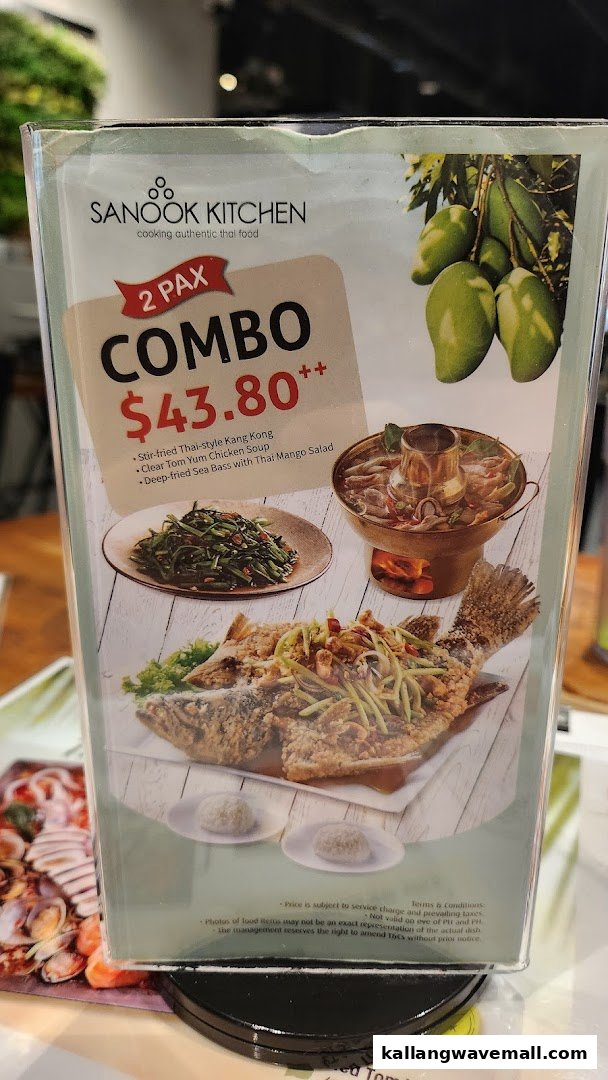 SANOOK KITCHEN
cooking authentic thai food
2 PAX
COMBO
$43.80++
• Stir-fried Thai-style Kang Kong
• Clear Tom Yum Chicken Soup
• Deep-fried Sea Bass with Thai Mango Salad
Terms & Conditions:
- Price is subject to service charge and prevailing taxes.
- Not valid on eve of PH and PH.
- Photos of food items may not be an exact representation of the actual dish.
- The management reserves the right to amend T&Cs without prior notice.
kallangwavemall.com